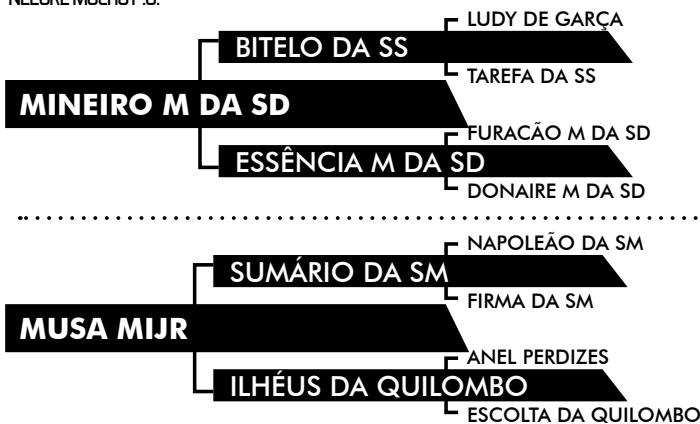 LUDY DE GARÇA
BITELO DA SS
TAREFA DA SS
MINEIRO M DA SD
FURACÃO M DA SD
ESSÊNCIA M DA SD
DONAIRE M DA SD
NAPOLEÃO DA SM
SUMÁRIO DA SM
FIRMA DA SM
MUSA MIJR
ANEL PERDIZES
ILHÉUS DA QUILOMBO
ESCOLTA DA QUILOMBO